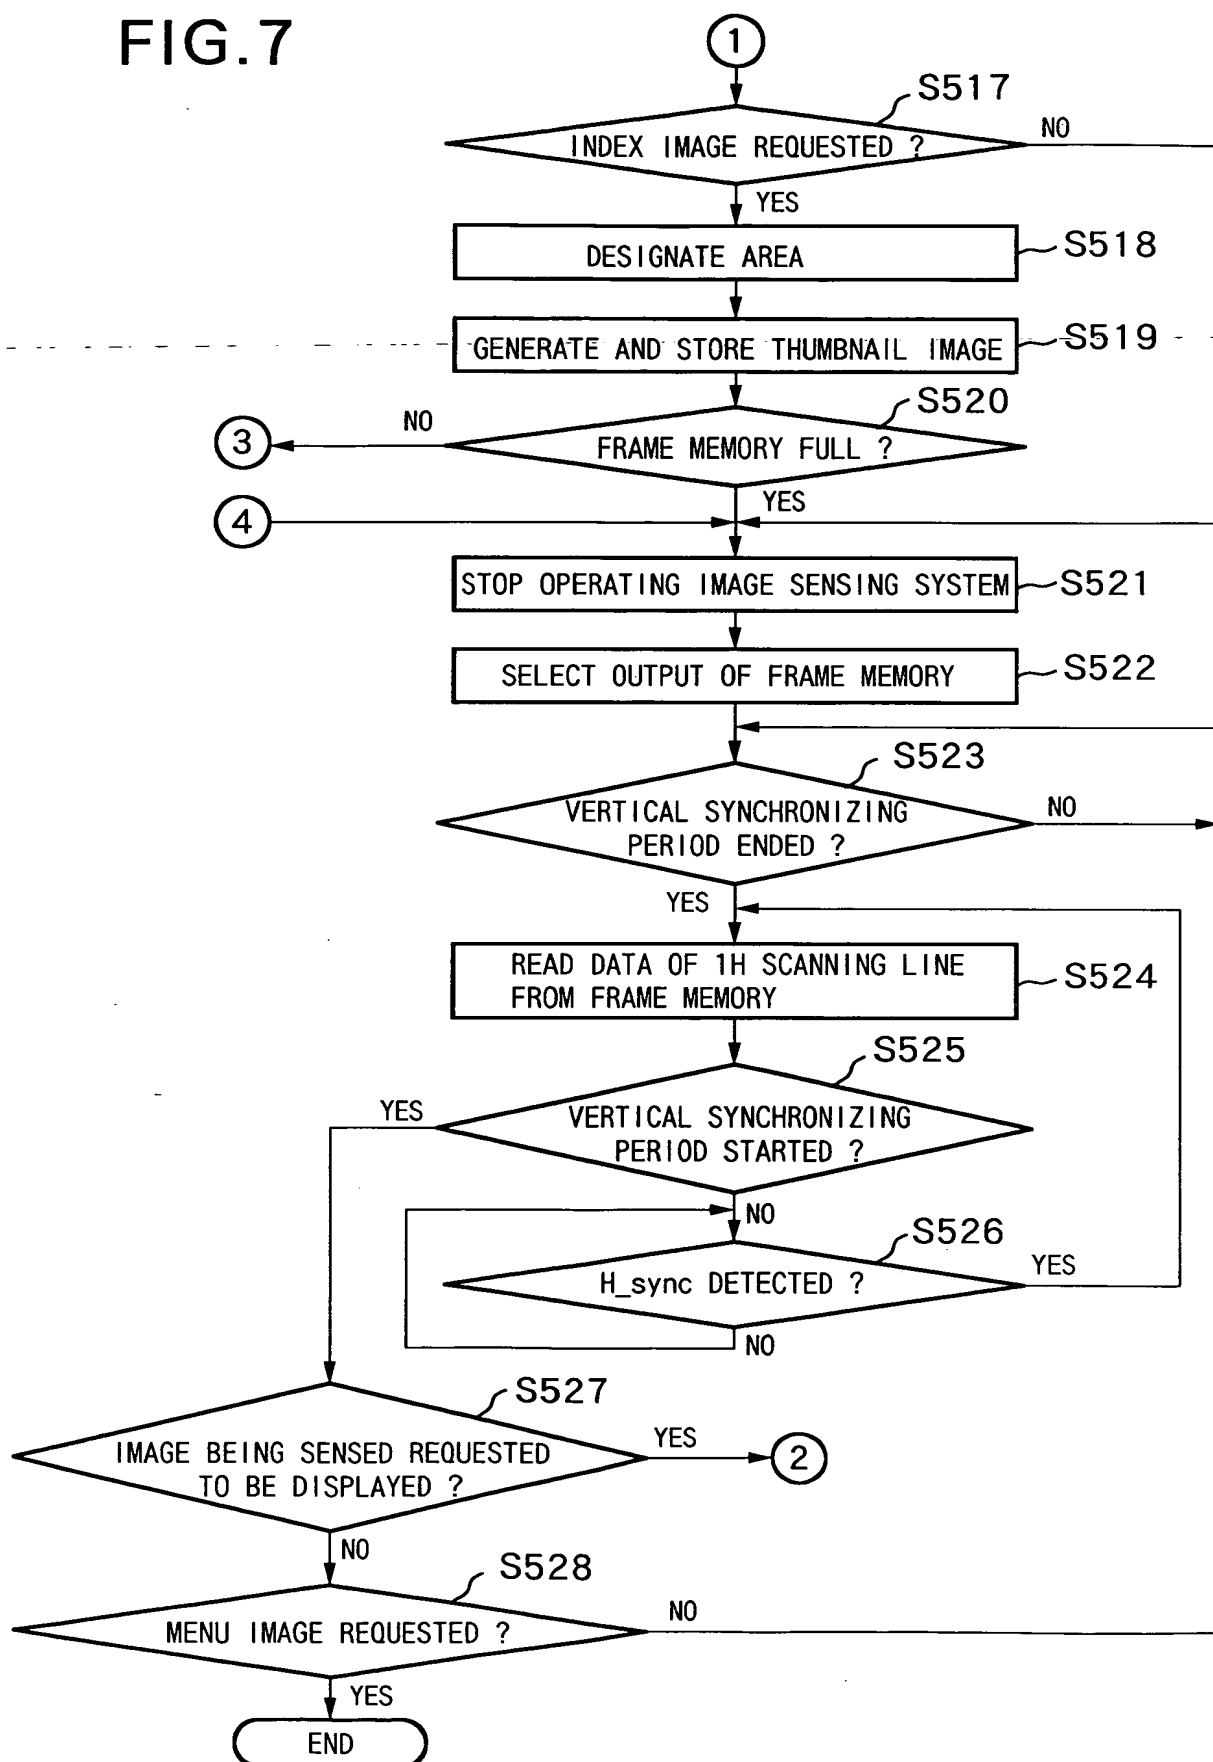 FIG.7
1
S517
INDEX IMAGE REQUESTED ?
NO
YES
DESIGNATE AREA
S518
GENERATE AND STORE THUMBNAIL IMAGE
S519
S520
NO
3
FRAME MEMORY FULL ?
YES
4
STOP OPERATING IMAGE SENSING SYSTEM
S521
SELECT OUTPUT OF FRAME MEMORY
S522
S523
VERTICAL SYNCHRONIZING
PERIOD ENDED ?
NO
YES
READ DATA OF 1H SCANNING LINE
FROM FRAME MEMORY
S524
S525
YES
VERTICAL SYNCHRONIZING
PERIOD STARTED ?
NO
S526
H_sync DETECTED ?
YES
NO
S527
IMAGE BEING SENSED REQUESTED
TO BE DISPLAYED ?
YES
2
NO
S528
MENU IMAGE REQUESTED ?
NO
YES
END